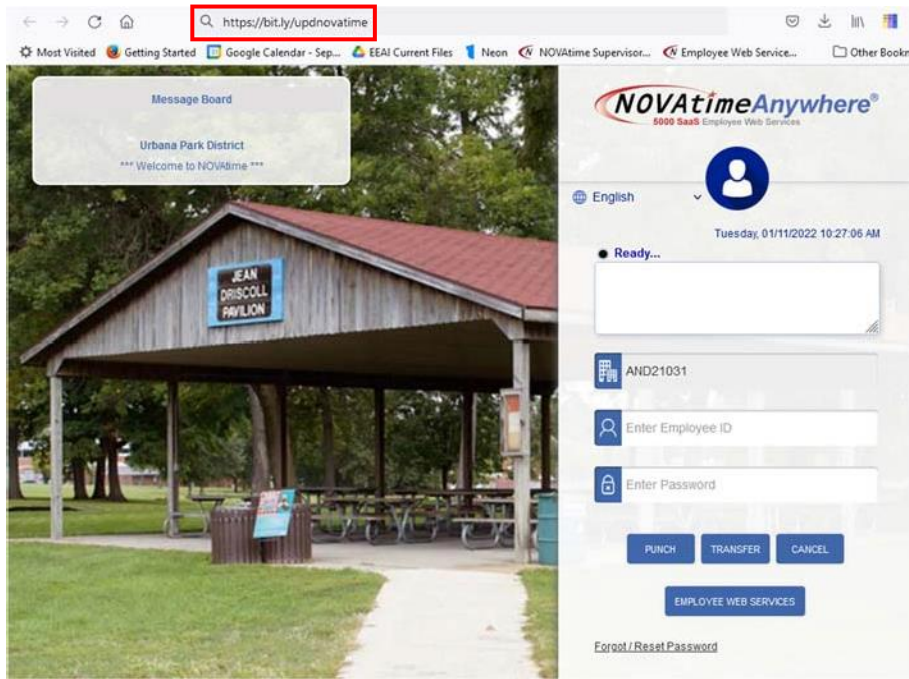 https://bit.ly/updnovatime
Most Visited Getting Started Google Calendar - Sep... EEAI Current Files Neon NOVAtime Supervisor... Employee Web Service... Other Bookr
Message Board
Urbana Park District
*** Welcome to NOVAtime ***
NOVAtimeAnywhere®
5000 SaaS Employee Web Services
English
Tuesday, 01/11/2022 10:27:06 AM
Ready...
JEAN
DRISCOLL
PAVILION
AND21031
Enter Employee ID
Enter Password
PUNCH TRANSFER CANCEL
EMPLOYEE WEB SERVICES
Forgot / Reset Password